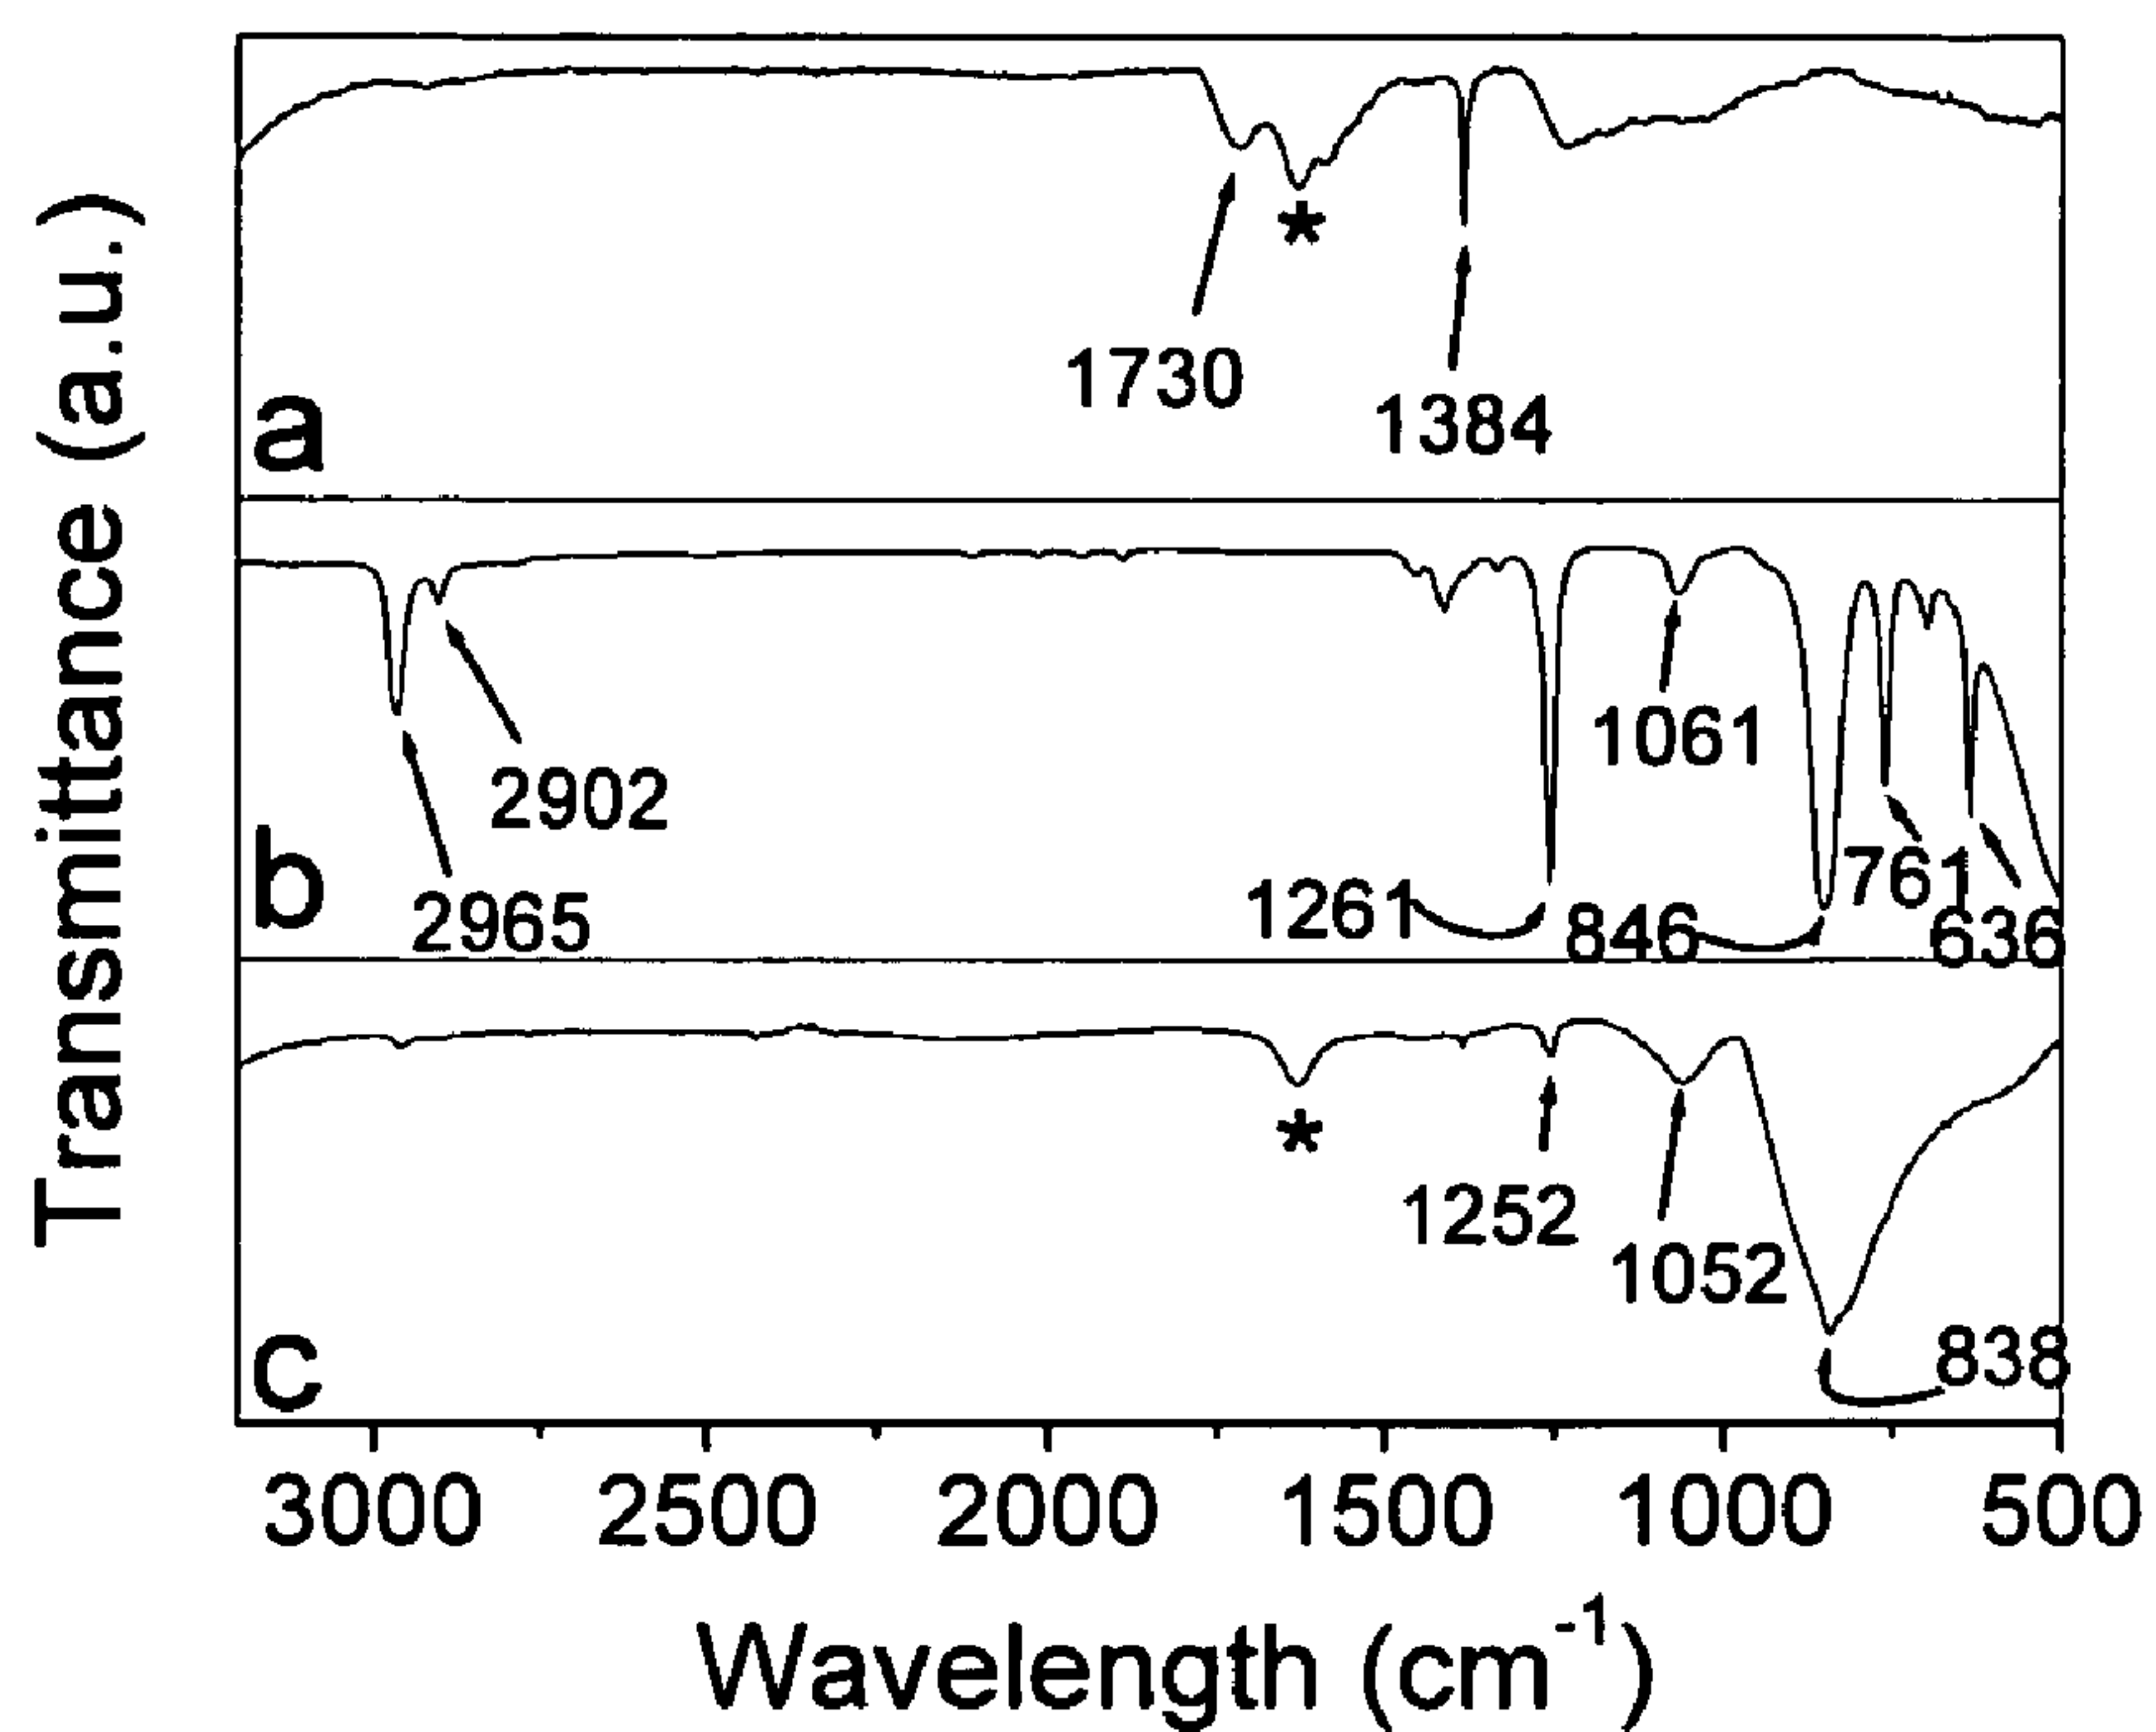 Transmittance (a.u.)
*
1730
1384
a
2902
2965
1061
1261
846
761
636
b
*
1252
1052
838
c
3000 2500 2000 1500 1000 500
Wavelength (cm⁻¹)